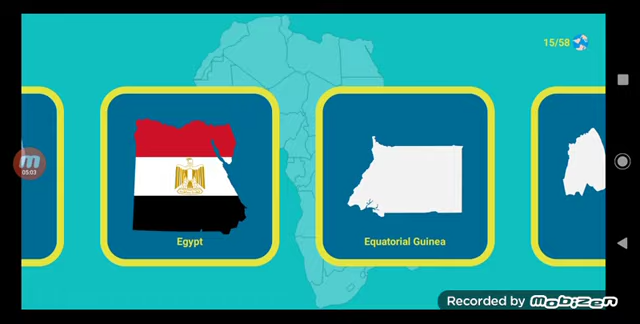 15/58
M
05:03
Egypt
Equatorial Guinea
Recorded by Mobizen